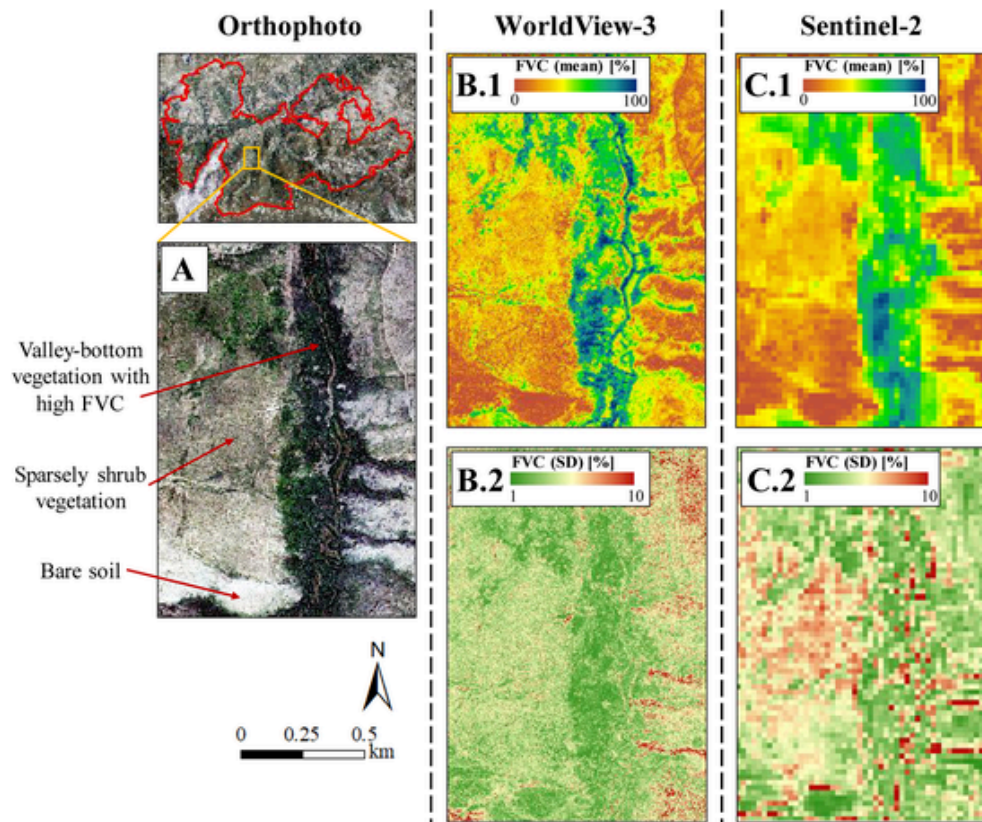 Orthophoto
WorldView-3
Sentinel-2
B.1
FVC (mean) [%]
0
100
C.1
FVC (mean) [%]
0
100
A
Valley-bottom
vegetation with
high FVC
Sparsely shrub
vegetation
Bare soil
B.2
FVC (SD) [%]
1
10
C.2
FVC (SD) [%]
1
10
N
0
0.25
0.5
km